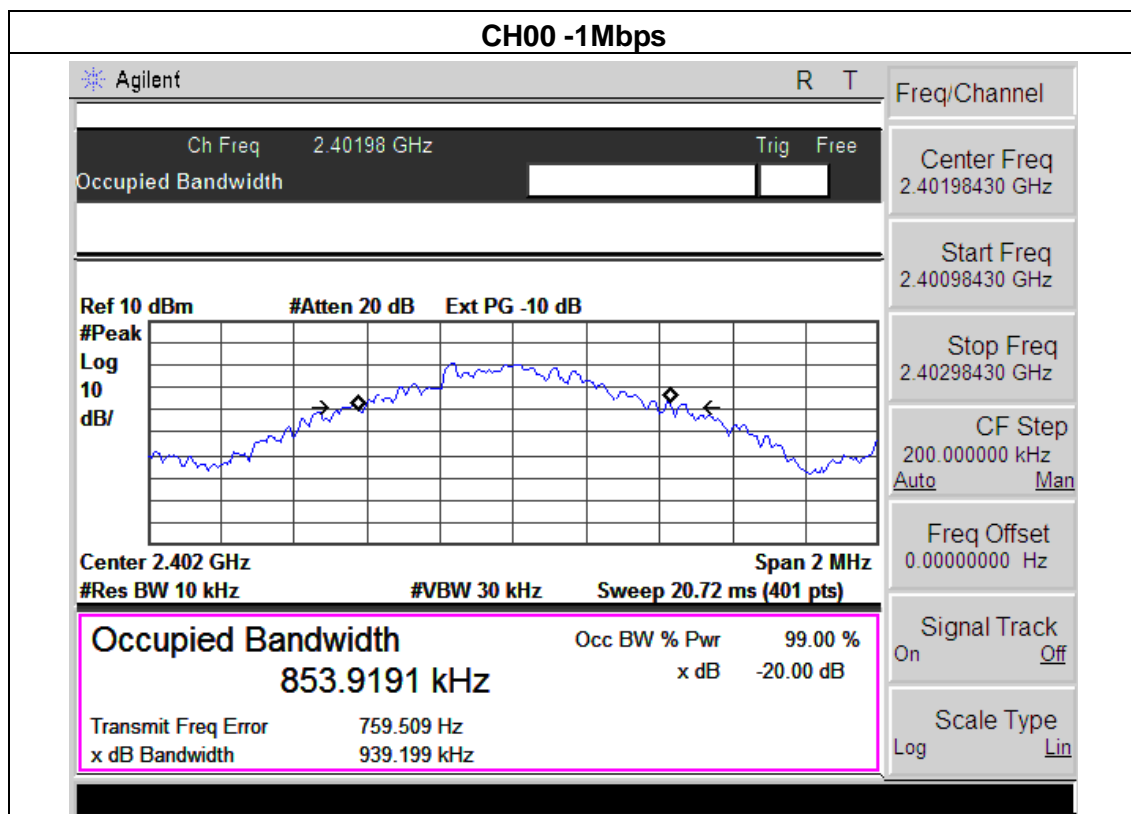 CH00 -1Mbps
Agilent R T
Freq/Channel
Ch Freq 2.40198 GHz Trig Free
Occupied Bandwidth
Center Freq
2.40198430 GHz
Start Freq
2.40098430 GHz
Stop Freq
2.40298430 GHz
CF Step
200.000000 kHz
Auto Man
Freq Offset
0.00000000 Hz
Signal Track
On Off
Scale Type
Log Lin
Ref 10 dBm #Atten 20 dB Ext PG -10 dB
#Peak
Log
10
dB/
Center 2.402 GHz Span 2 MHz
#Res BW 10 kHz #VBW 30 kHz Sweep 20.72 ms (401 pts)
Occupied Bandwidth Occ BW % Pwr 99.00 %
853.9191 kHz x dB -20.00 dB
Transmit Freq Error 759.509 Hz
x dB Bandwidth 939.199 kHz